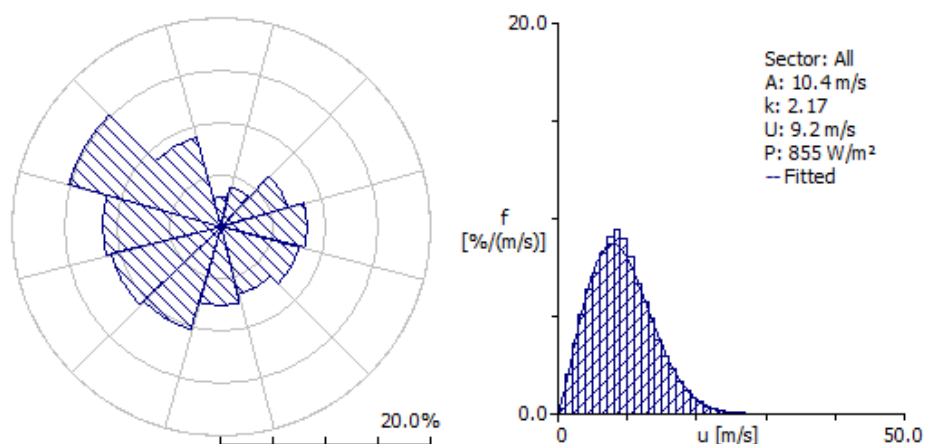 20.0%
20.0
Sector: All
A: 10.4 m/s
k: 2.17
U: 9.2 m/s
P: 855 W/m²
-- Fitted
f
[%/(m/s)]
0.0
0
u [m/s]
50.0